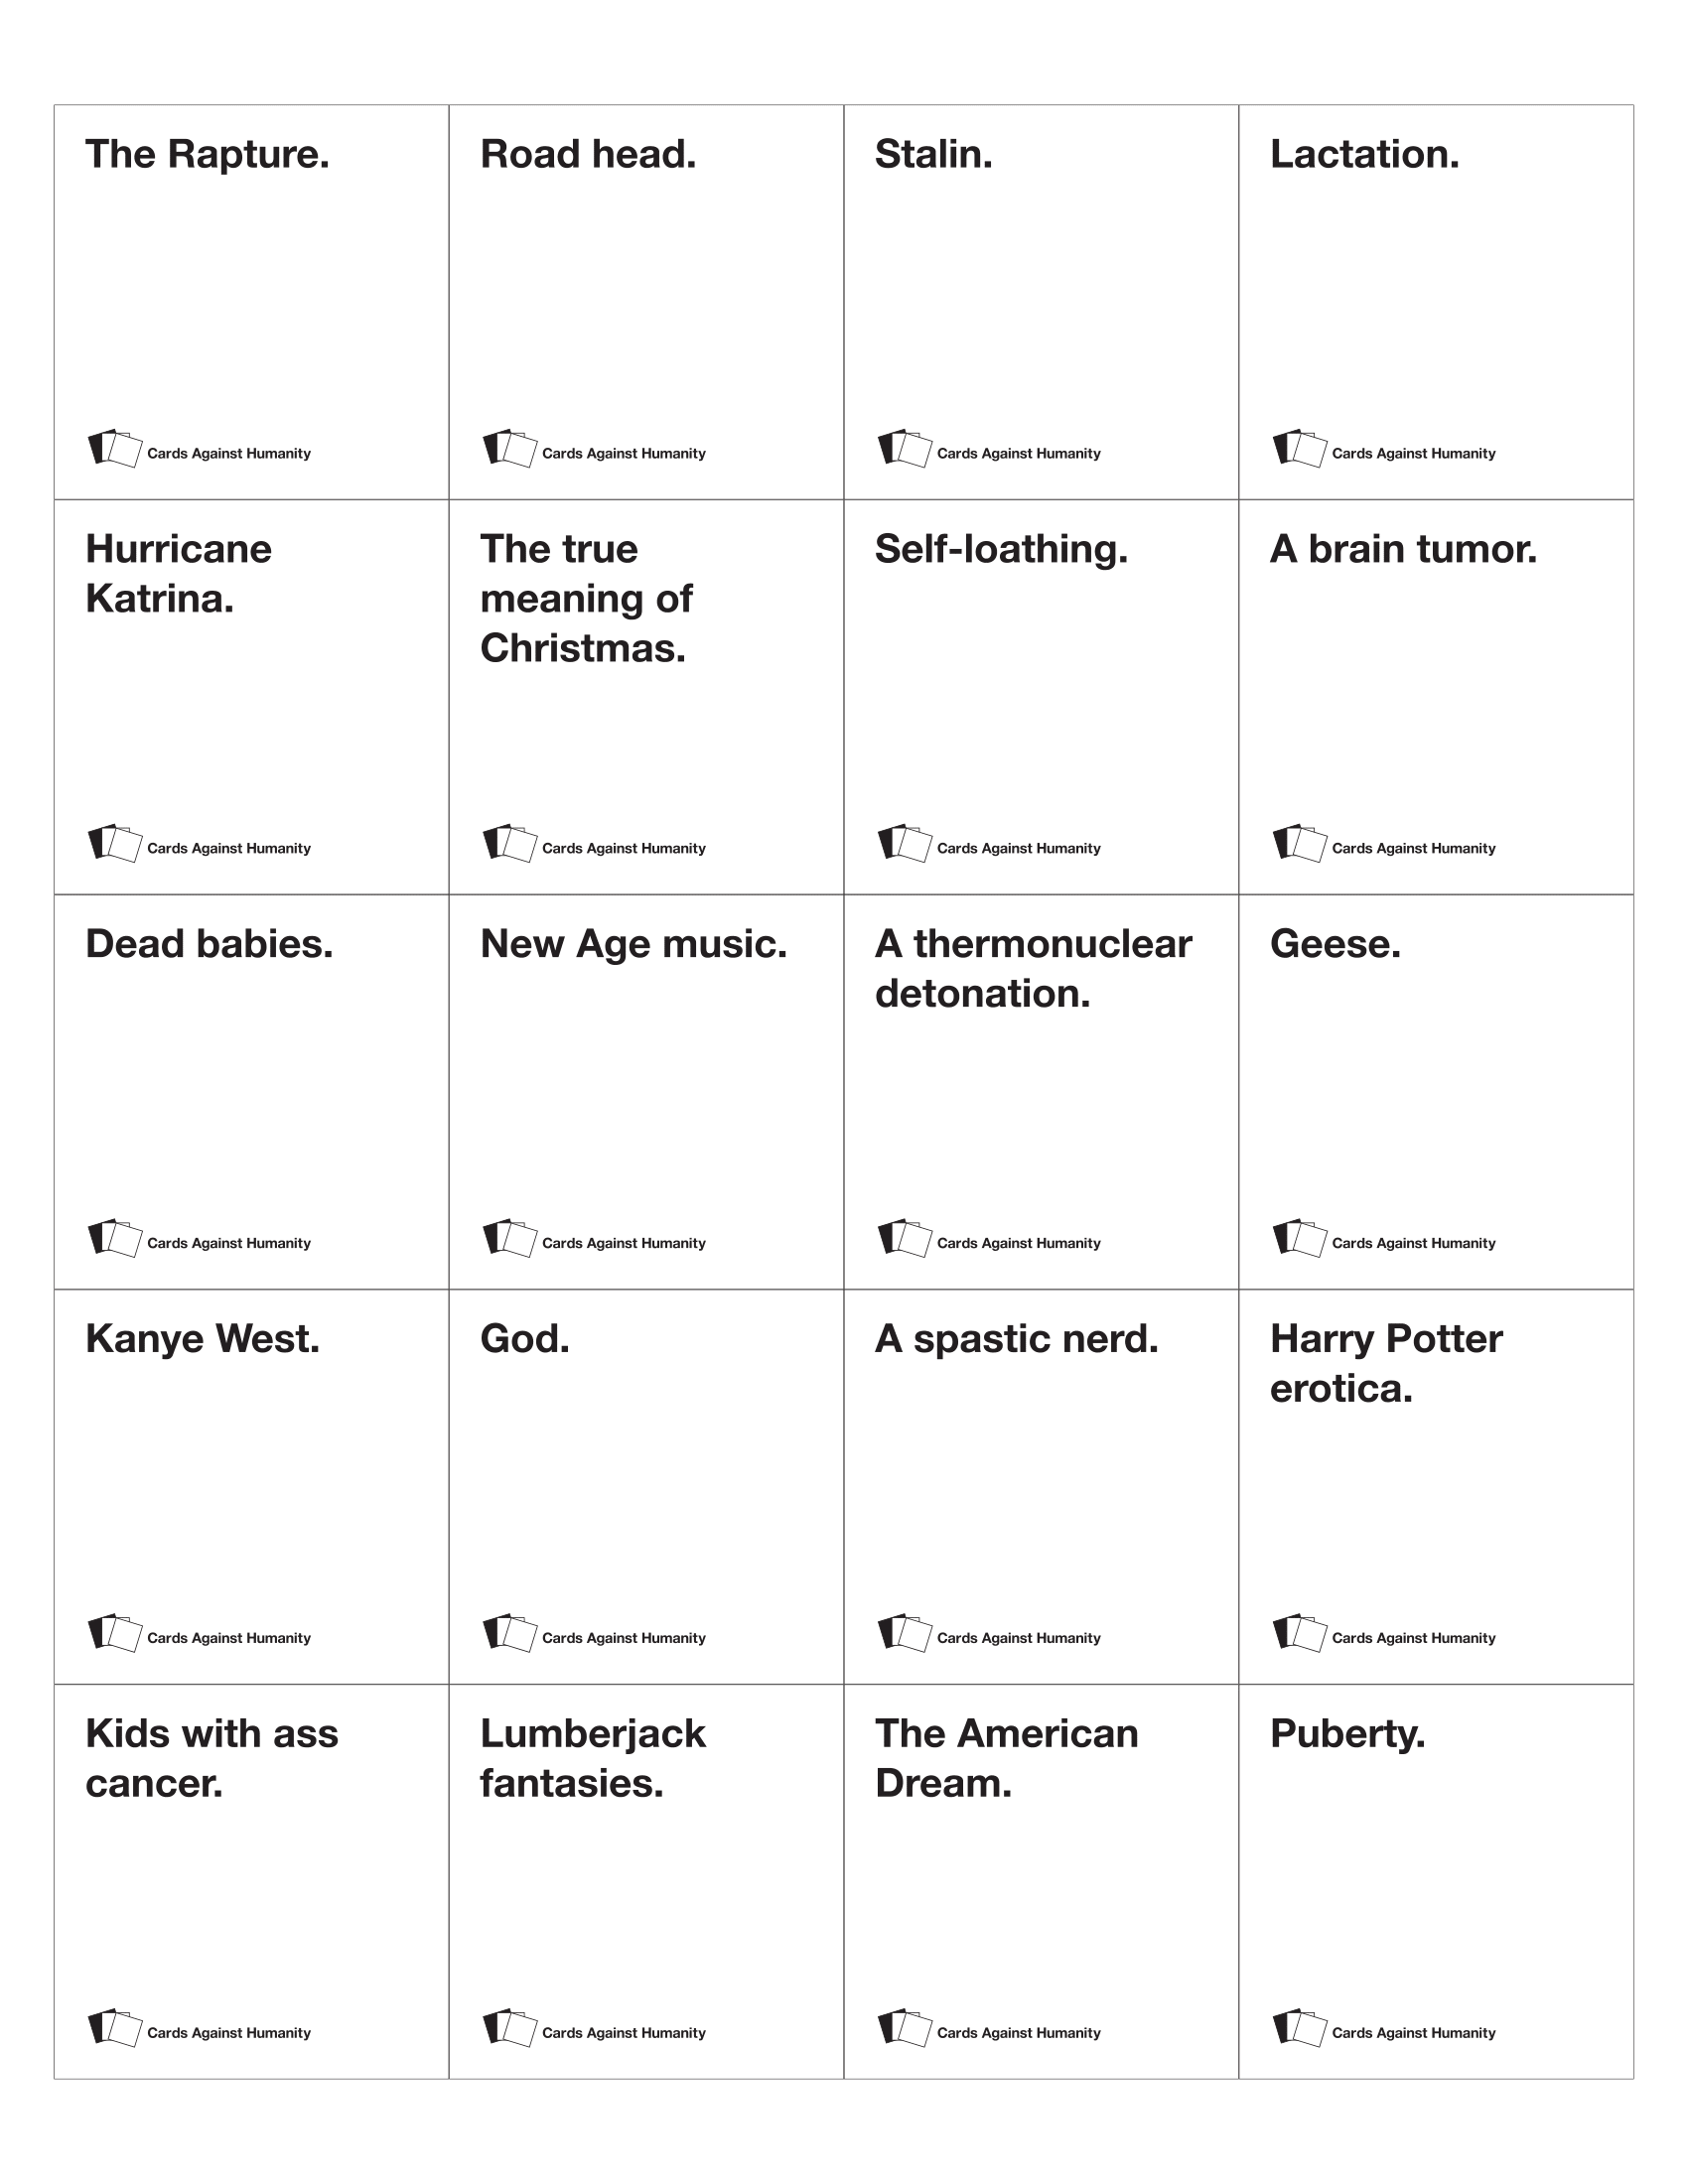 The Rapture.
Cards Against Humanity
Road head.
Cards Against Humanity
Stalin.
Cards Against Humanity
Lactation.
Cards Against Humanity
Hurricane
Katrina.
Cards Against Humanity
The true
meaning of
Christmas.
Cards Against Humanity
Self-loathing.
Cards Against Humanity
A brain tumor.
Cards Against Humanity
Dead babies.
Cards Against Humanity
New Age music.
Cards Against Humanity
A thermonuclear
detonation.
Cards Against Humanity
Geese.
Cards Against Humanity
Kanye West.
Cards Against Humanity
God.
Cards Against Humanity
A spastic nerd.
Cards Against Humanity
Harry Potter
erotica.
Cards Against Humanity
Kids with ass
cancer.
Cards Against Humanity
Lumberjack
fantasies.
Cards Against Humanity
The American
Dream.
Cards Against Humanity
Puberty.
Cards Against Humanity